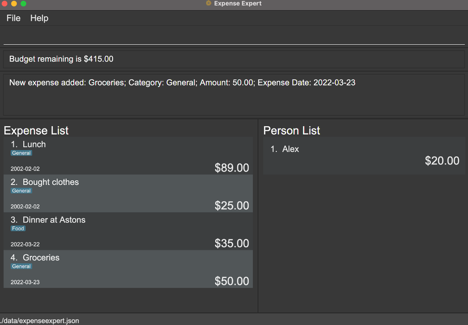 Expense Expert
File Help
Budget remaining is $415.00
New expense added: Groceries; Category: General; Amount: 50.00; Expense Date: 2022-03-23
Expense List
1. Lunch
General
2002-02-02 $89.00
2. Bought clothes
General
2002-02-02 $25.00
3. Dinner at Astons
Food
2022-03-22 $35.00
4. Groceries
General
2022-03-23 $50.00
Person List
1. Alex
$20.00
./data/expenseexpert.json